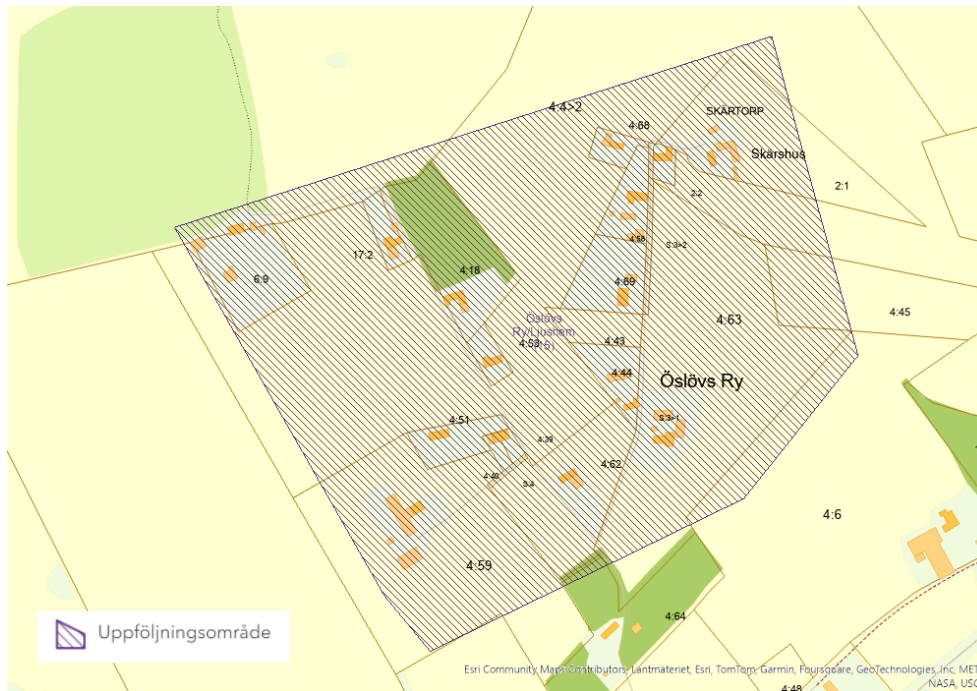 4:4>2
4:68
SKÄRTORP
Skärshus
2:1
2:2
4:58
S:3>2
17:2
6:9
4:18
4:69
Öslövs
Ry/Ljushem
(15)
4:53
4:43
4:63
4:45
4:44
Öslövs Ry
S:3>1
4:51
4:39
4:62
4:40
S:4
4:6
4:59
4:64
4:48
Uppföljningsområde
Esri Community Maps Contributors, Lantmäteriet, Esri, TomTom, Garmin, Foursquare, GeoTechnologies, Inc, MET
NASA, USG